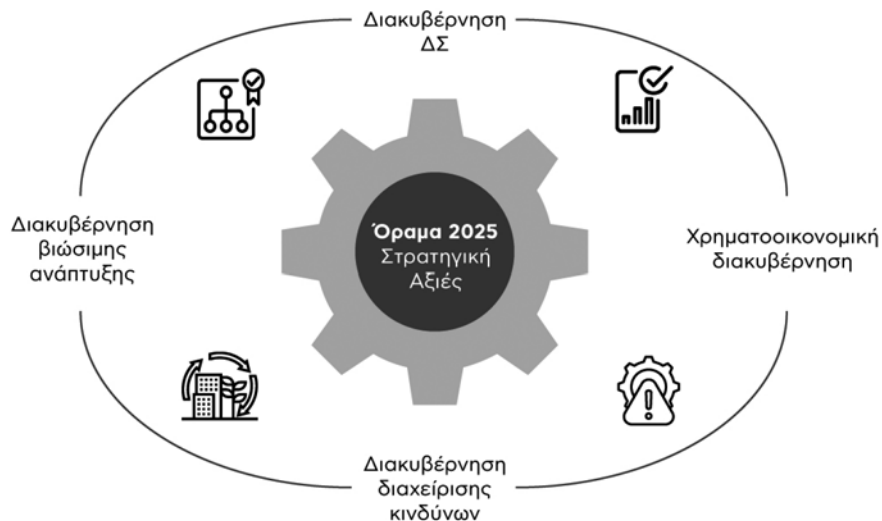 Διακυβέρνηση
ΔΣ
Διακυβέρνηση
βιώσιμης
ανάπτυξης
Όραμα 2025
Στρατηγική
Αξιές
Χρηματοοικονομική
διακυβέρνηση
Διακυβέρνηση
διαχείρισης
κινδύνων